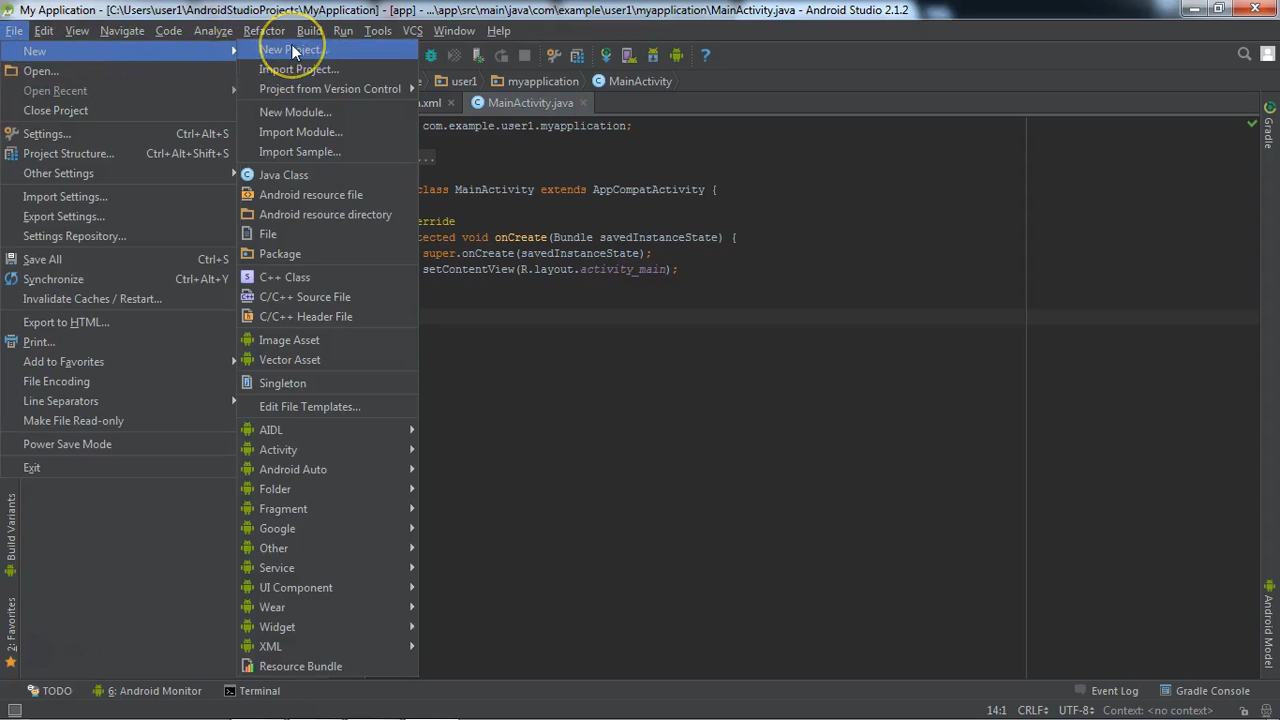 My Application - [C:\Users\user1\AndroidStudioProjects\MyApplication] - [app] - ...\app\src\main\java\com\example\user1\myapplication\MainActivity.java - Android Studio 2.1.2
File Edit View Navigate Code Analyze Refactor Build Run Tools VCS Window Help
New
Open...
Open Recent
Close Project
Settings... Ctrl+Alt+S
Project Structure... Ctrl+Alt+Shift+S
Other Settings
Import Settings...
Export Settings...
Settings Repository...
Save All Ctrl+S
Synchronize Ctrl+Alt+Y
Invalidate Caches / Restart...
Export to HTML...
Print...
Add to Favorites
File Encoding
Line Separators
Make File Read-only
Power Save Mode
Exit
New Project...
Import Project...
Project from Version Control
New Module...
Import Module...
Import Sample...
Java Class
Android resource file
Android resource directory
File
Package
C++ Class
C/C++ Source File
C/C++ Header File
Image Asset
Vector Asset
Singleton
Edit File Templates...
AIDL
Activity
Android Auto
Folder
Fragment
Google
Other
Service
UI Component
Wear
Widget
XML
Resource Bundle
user1 myapplication MainActivity
.xml MainActivity.java
com.example.user1.myapplication;
...
class MainActivity extends AppCompatActivity {
erride
tected void onCreate(Bundle savedInstanceState) {
super.onCreate(savedInstanceState);
setContentView(R.layout.activity_main);
Gradle
Android Model
Build Variants
2: Favorites
TODO 6: Android Monitor Terminal Event Log Gradle Console
14:1 CRLF UTF-8 Context: <no context>